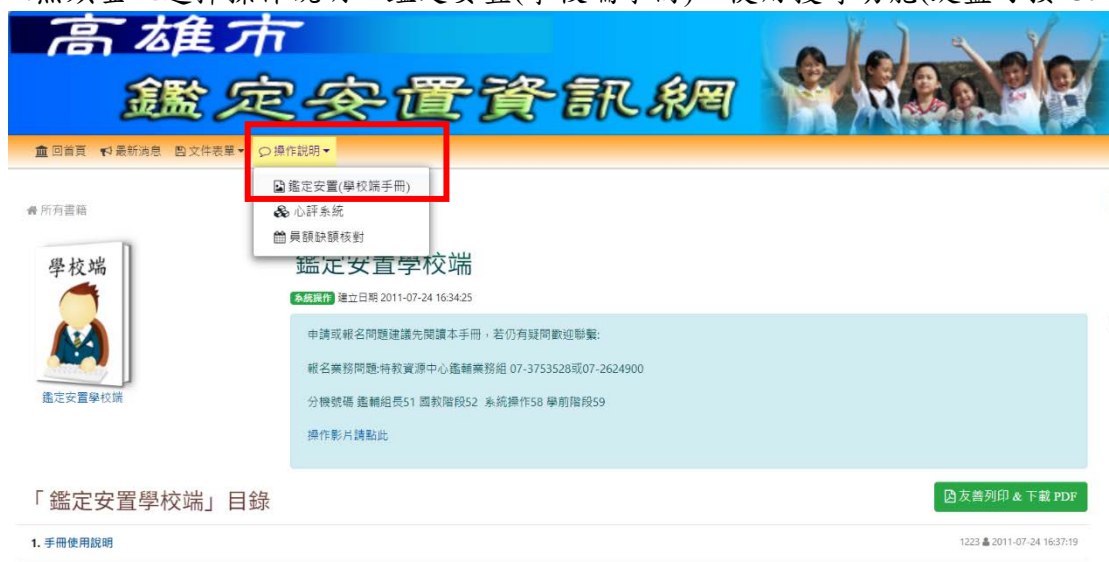 高雄市
鑑定安置資訊網
回首頁 最新消息 文件表單 操作說明
鑑定安置(學校端手冊)
心評系統
員額缺額核對
所有書籍
學校端
鑑定安置學校端
鑑定安置學校端
系統操作 建立日期 2011-07-24 16:34:25
申請或報名問題建議先閱讀本手冊，若仍有疑問歡迎聯繫:
報名業務問題:特教資源中心鑑輔業務組 07-3753528或07-2624900
分機號碼 鑑輔組長51 國教階段52 系統操作58 學前階段59
操作影片請點此
「鑑定安置學校端」目錄
友善列印 & 下載 PDF
1. 手冊使用說明 1223 2011-07-24 16:37:19